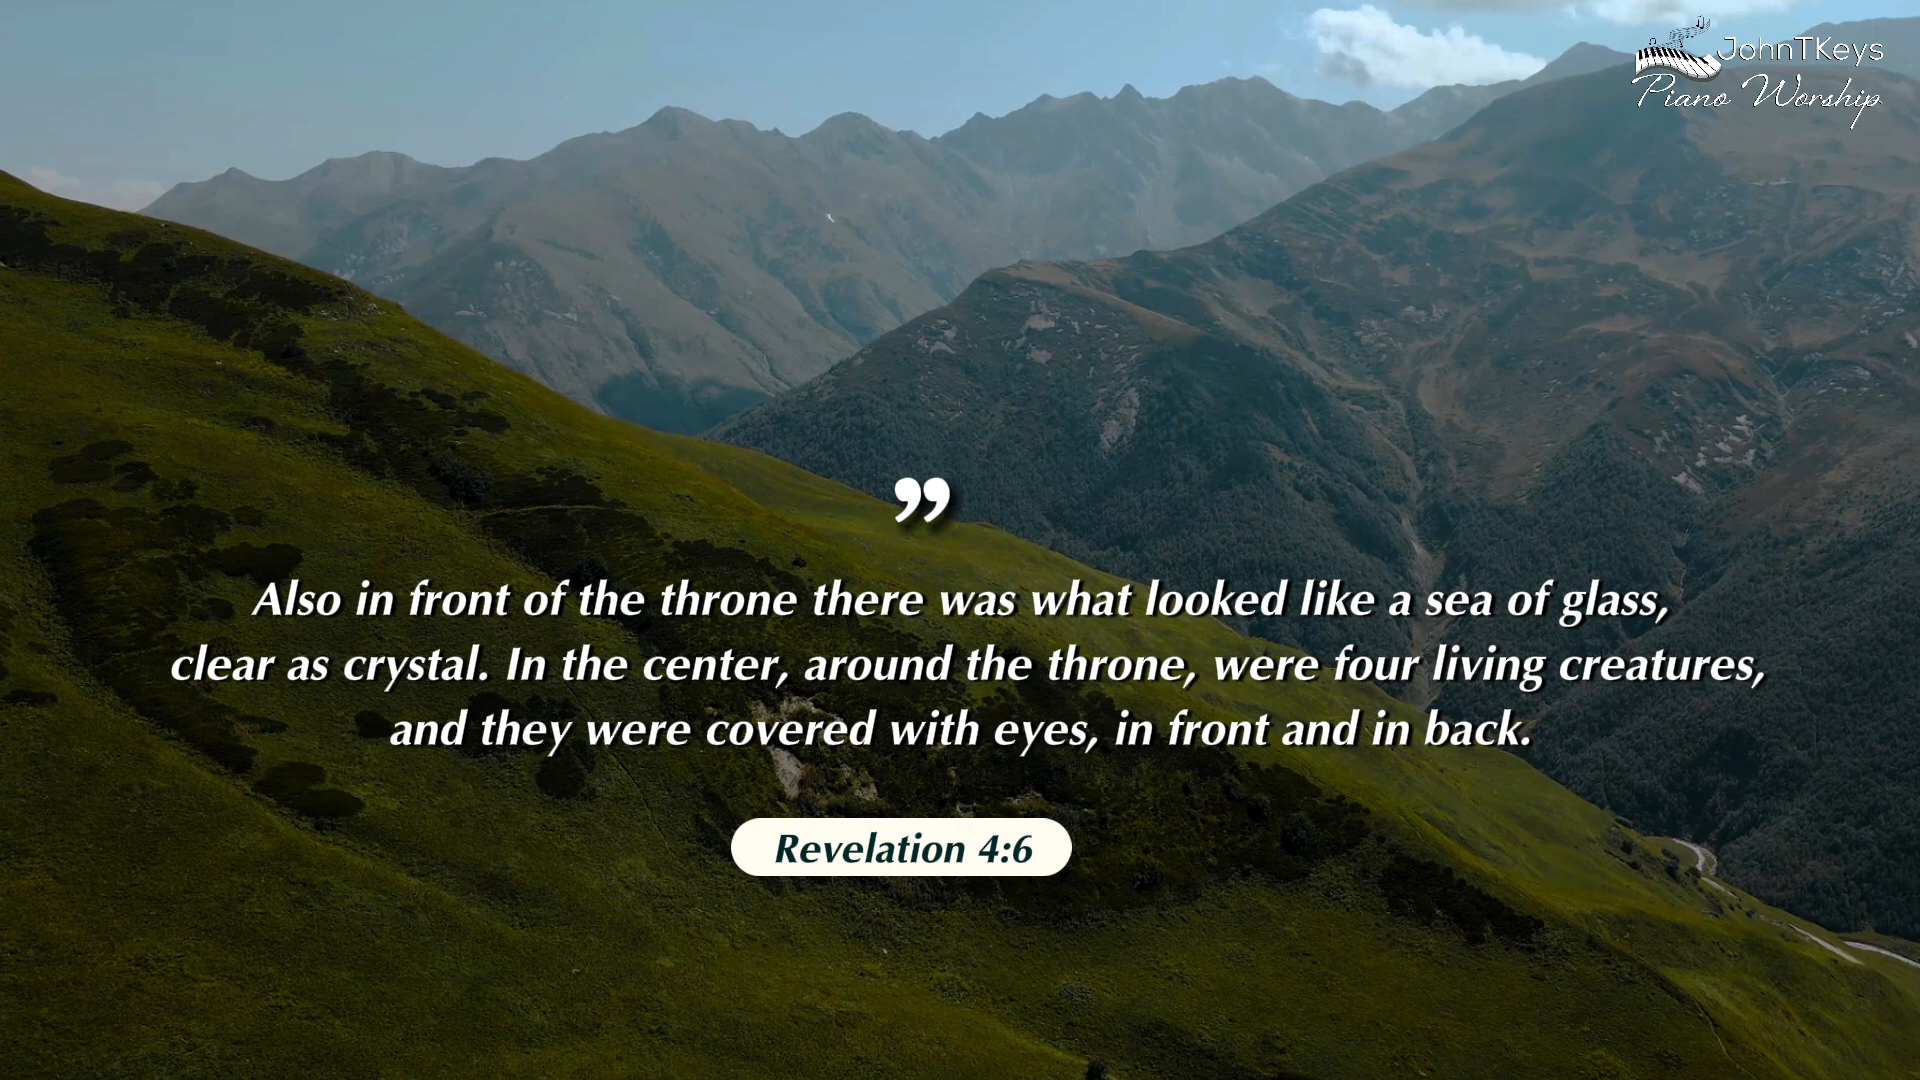 JohnTKeys
Piano Worship
”
Also in front of the throne there was what looked like a sea of glass,
clear as crystal. In the center, around the throne, were four living creatures,
and they were covered with eyes, in front and in back.
Revelation 4:6